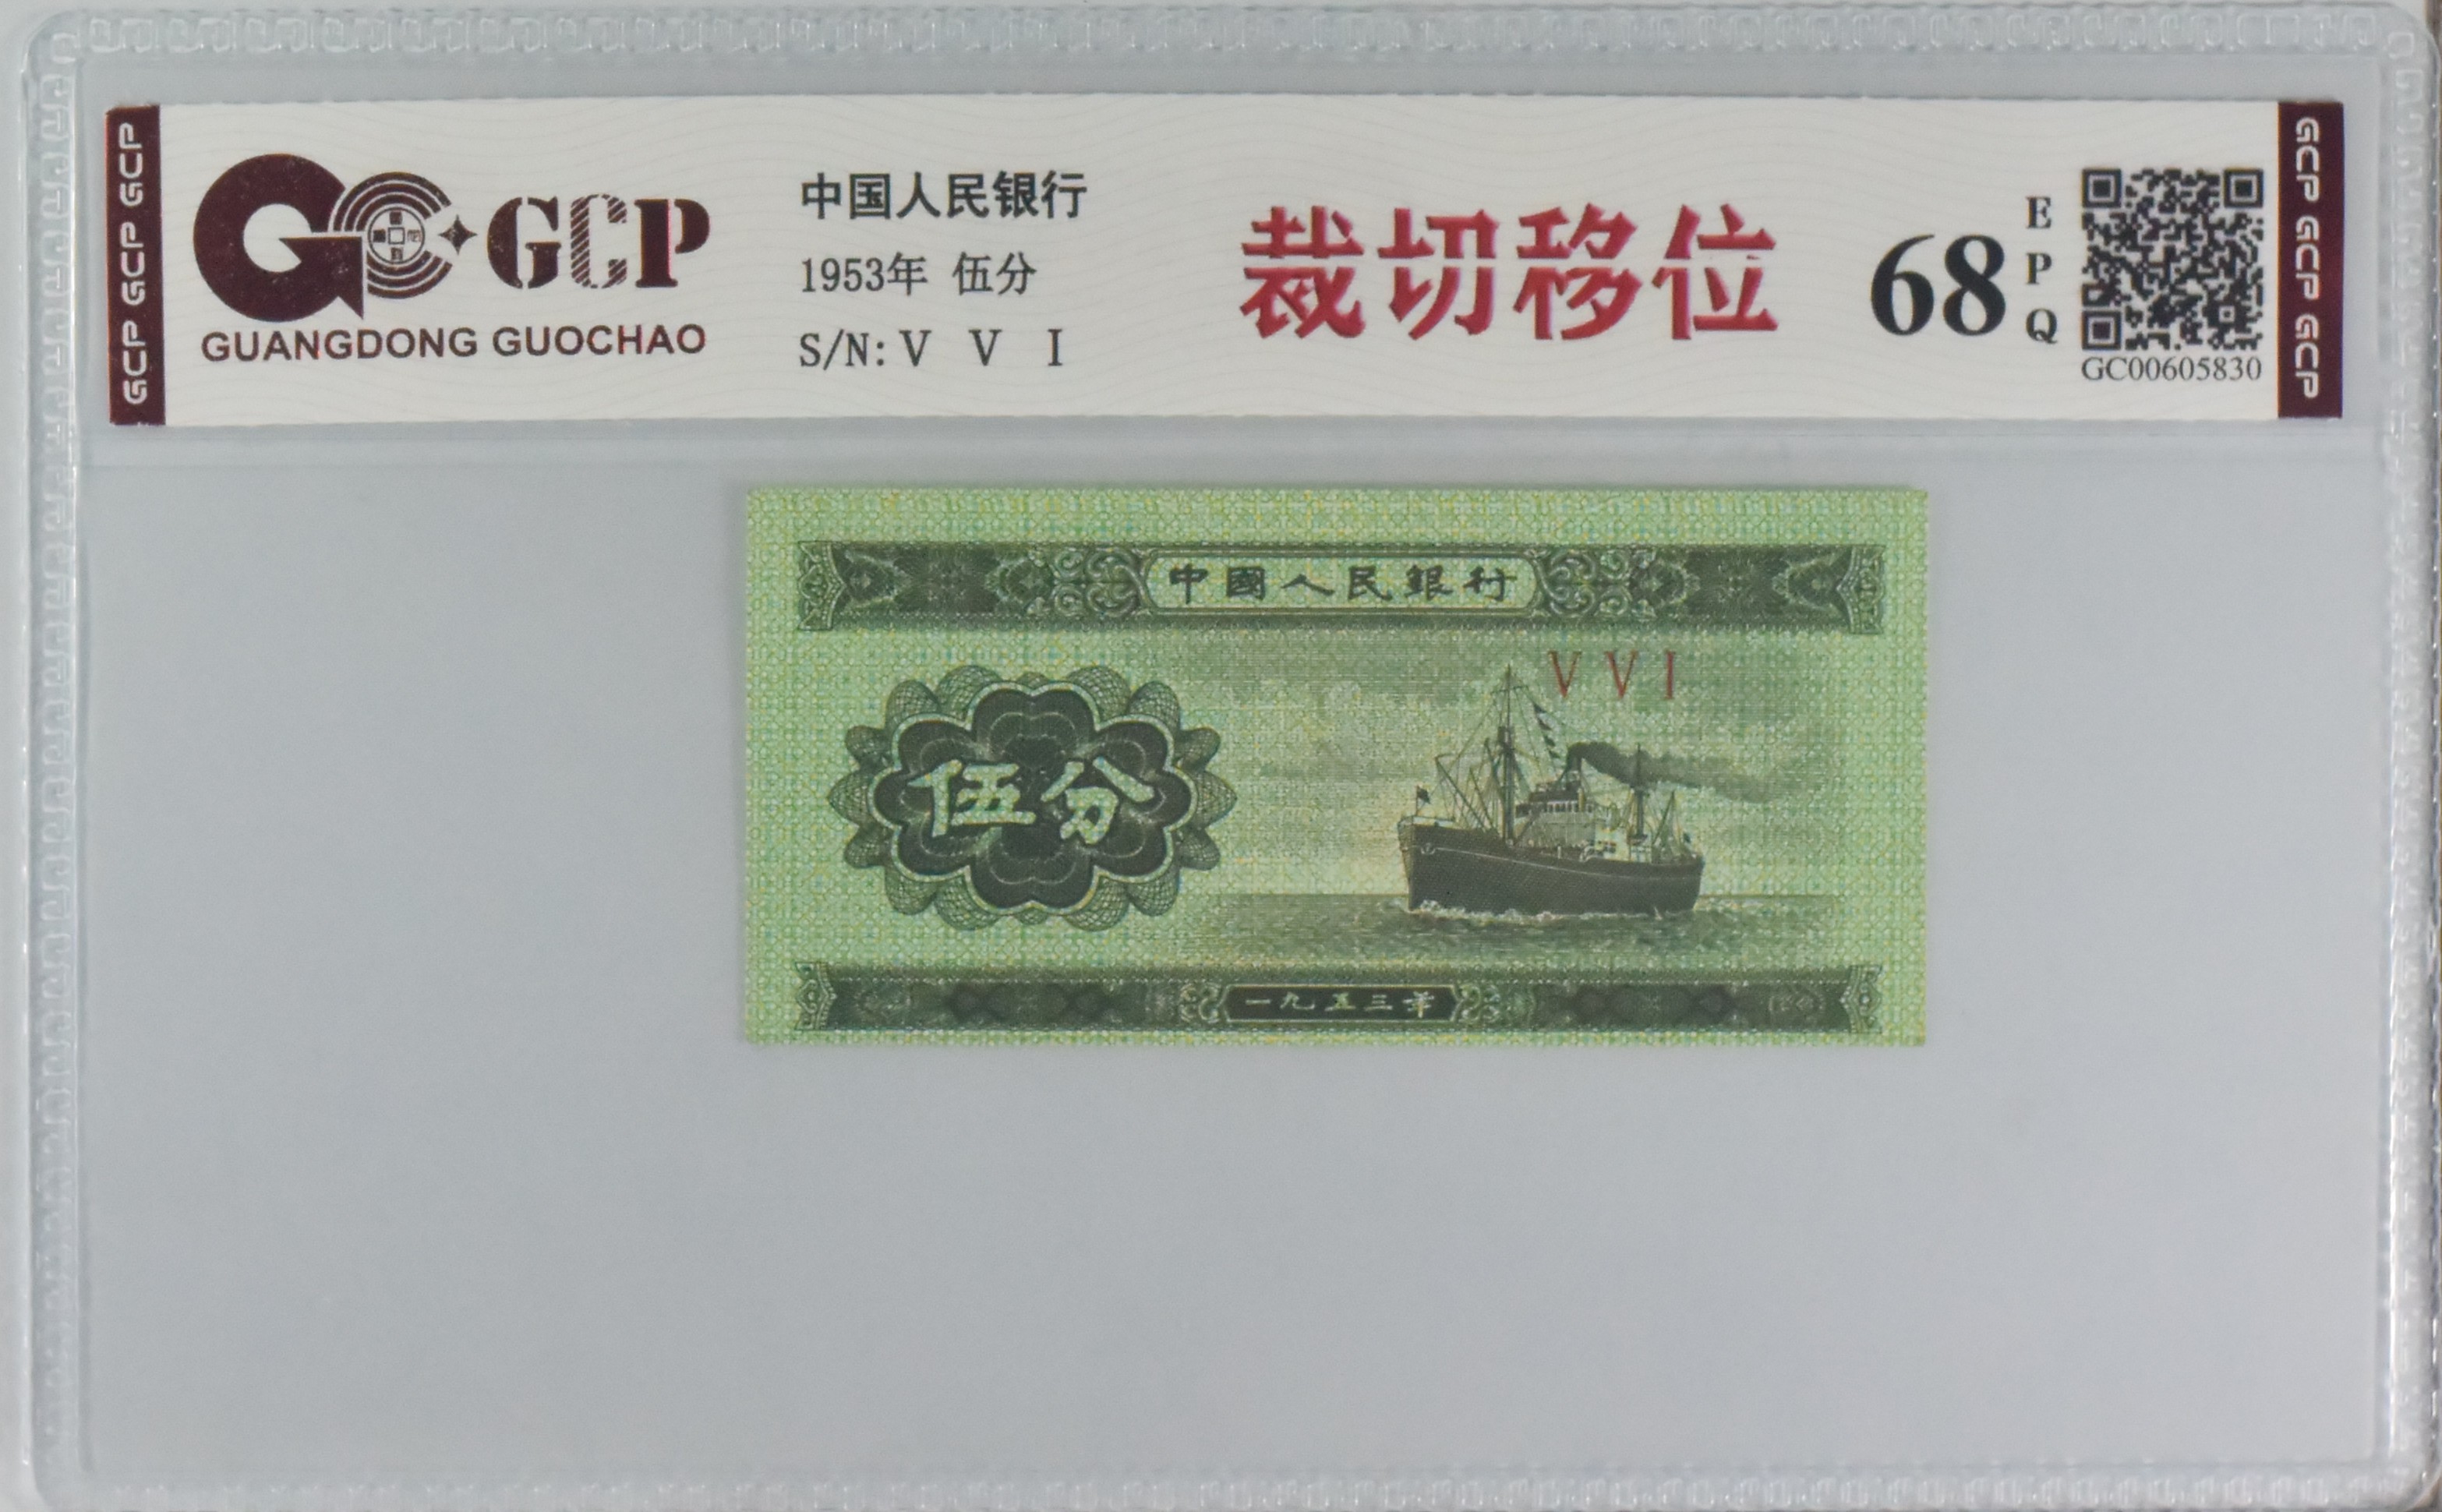 GCP GCP GCP
GCP
GUANGDONG GUOCHAO
中国人民银行
1953年 伍分
S/N: V V I
裁切移位
68
EPQ
GC00605830
GCP GCP GCP
中國人民銀行
V V I
伍分
一九五三年